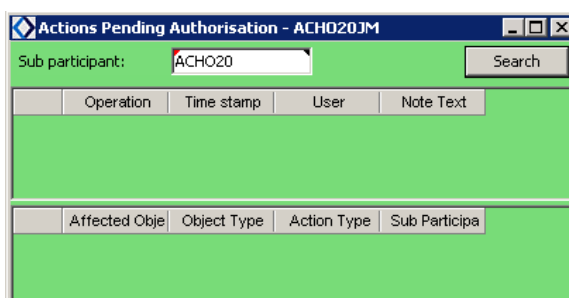 Actions Pending Authorisation - ACHO20JM
Sub participant: ACHO20 Search
Operation Time stamp User Note Text
Affected Obje Object Type Action Type Sub Participa